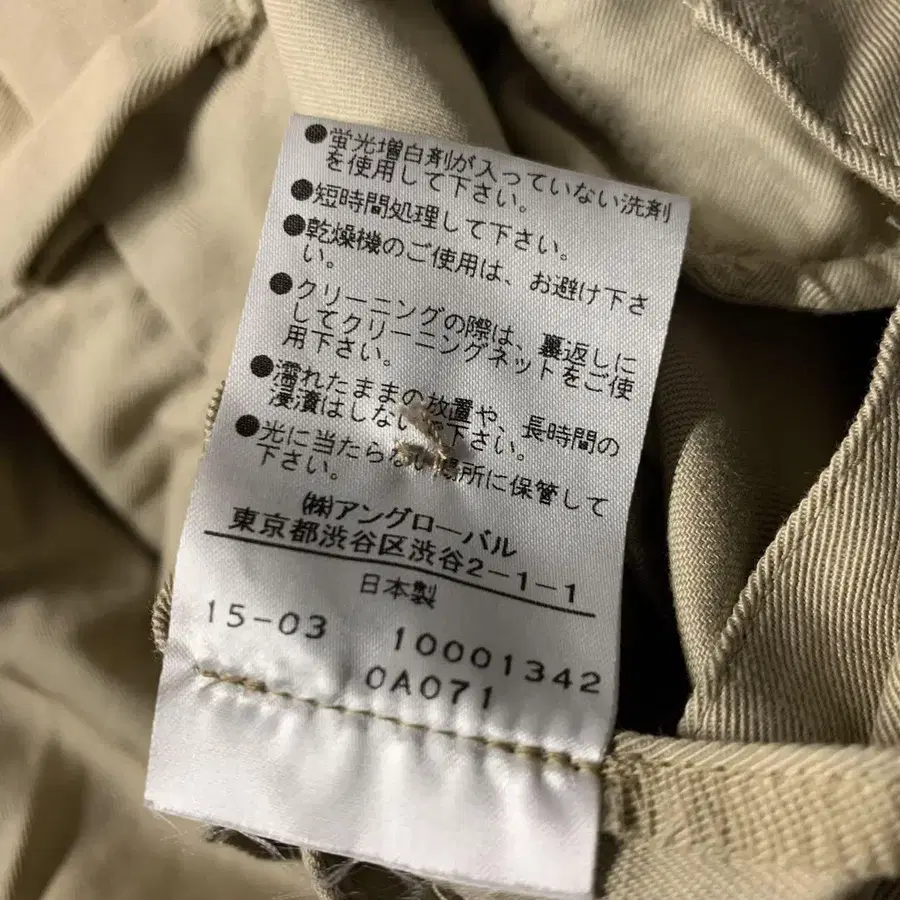 ●蛍光増白剤が入っていない洗剤
を使用して下さい。
●短時間処理して下さい。
●乾燥機のご使用は、お避け下さ
い。
●クリーニングの際は、裏返しに
してクリーニングネットをご使
用下さい。
●濡れたままの放置や、長時間の
浸漬はしないで下さい。
●光に当たらない場所に保管して
下さい。
㈱アングローバル
東京都渋谷区渋谷2-1-1
日本製
15-03 10001342
0A071